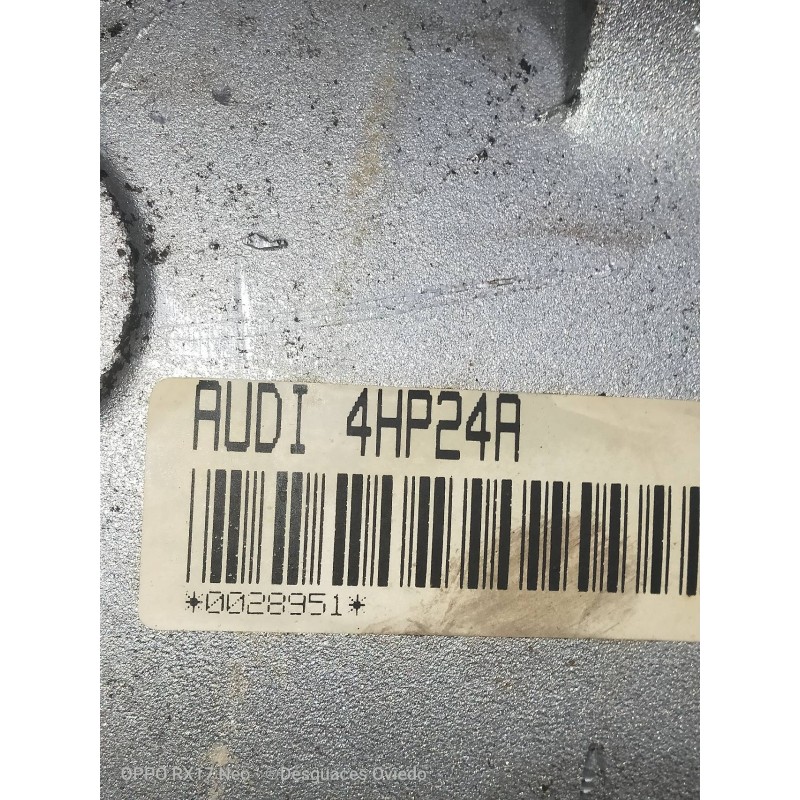 AUDI 4HP24A
*0028951*
OPPO RX17 Neo ©Desguaces Oviedo